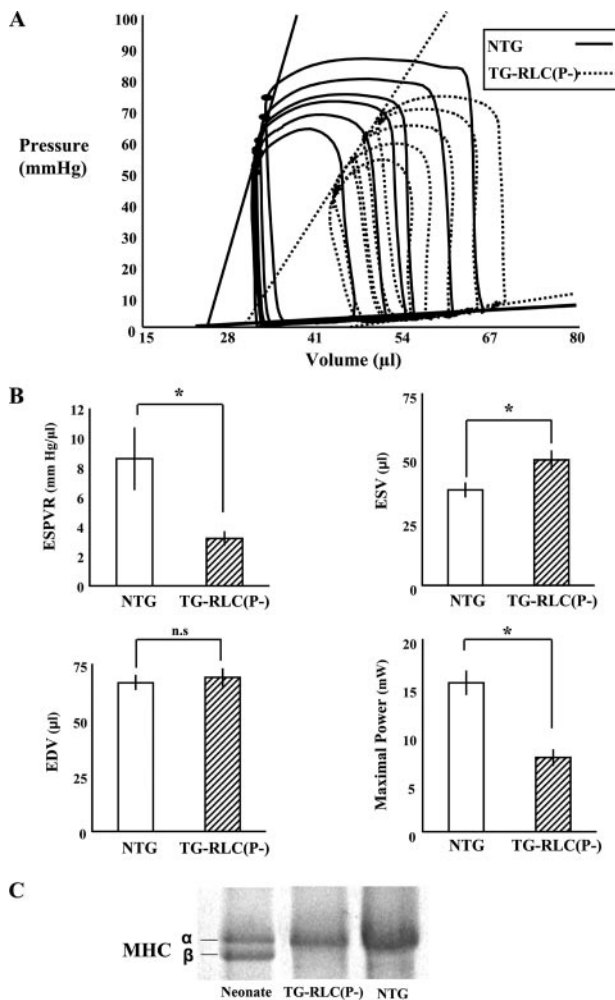 A
NTG
TG-RLC(P-)
Pressure
(mmHg)
100
90
80
70
60
50
40
30
20
10
0
15 28 41 54 67 80
Volume (µl)
B
ESPVR (mm Hg/µl)
12
10
8
6
4
2
0
*
NTG TG-RLC(P-)
ESV (µl)
75
50
25
0
*
NTG TG-RLC(P-)
EDV (µl)
75
50
25
0
n.s
NTG TG-RLC(P-)
Maximal Power (mW)
20
15
10
5
0
*
NTG TG-RLC(P-)
C
MHC
α
β
Neonate TG-RLC(P-) NTG